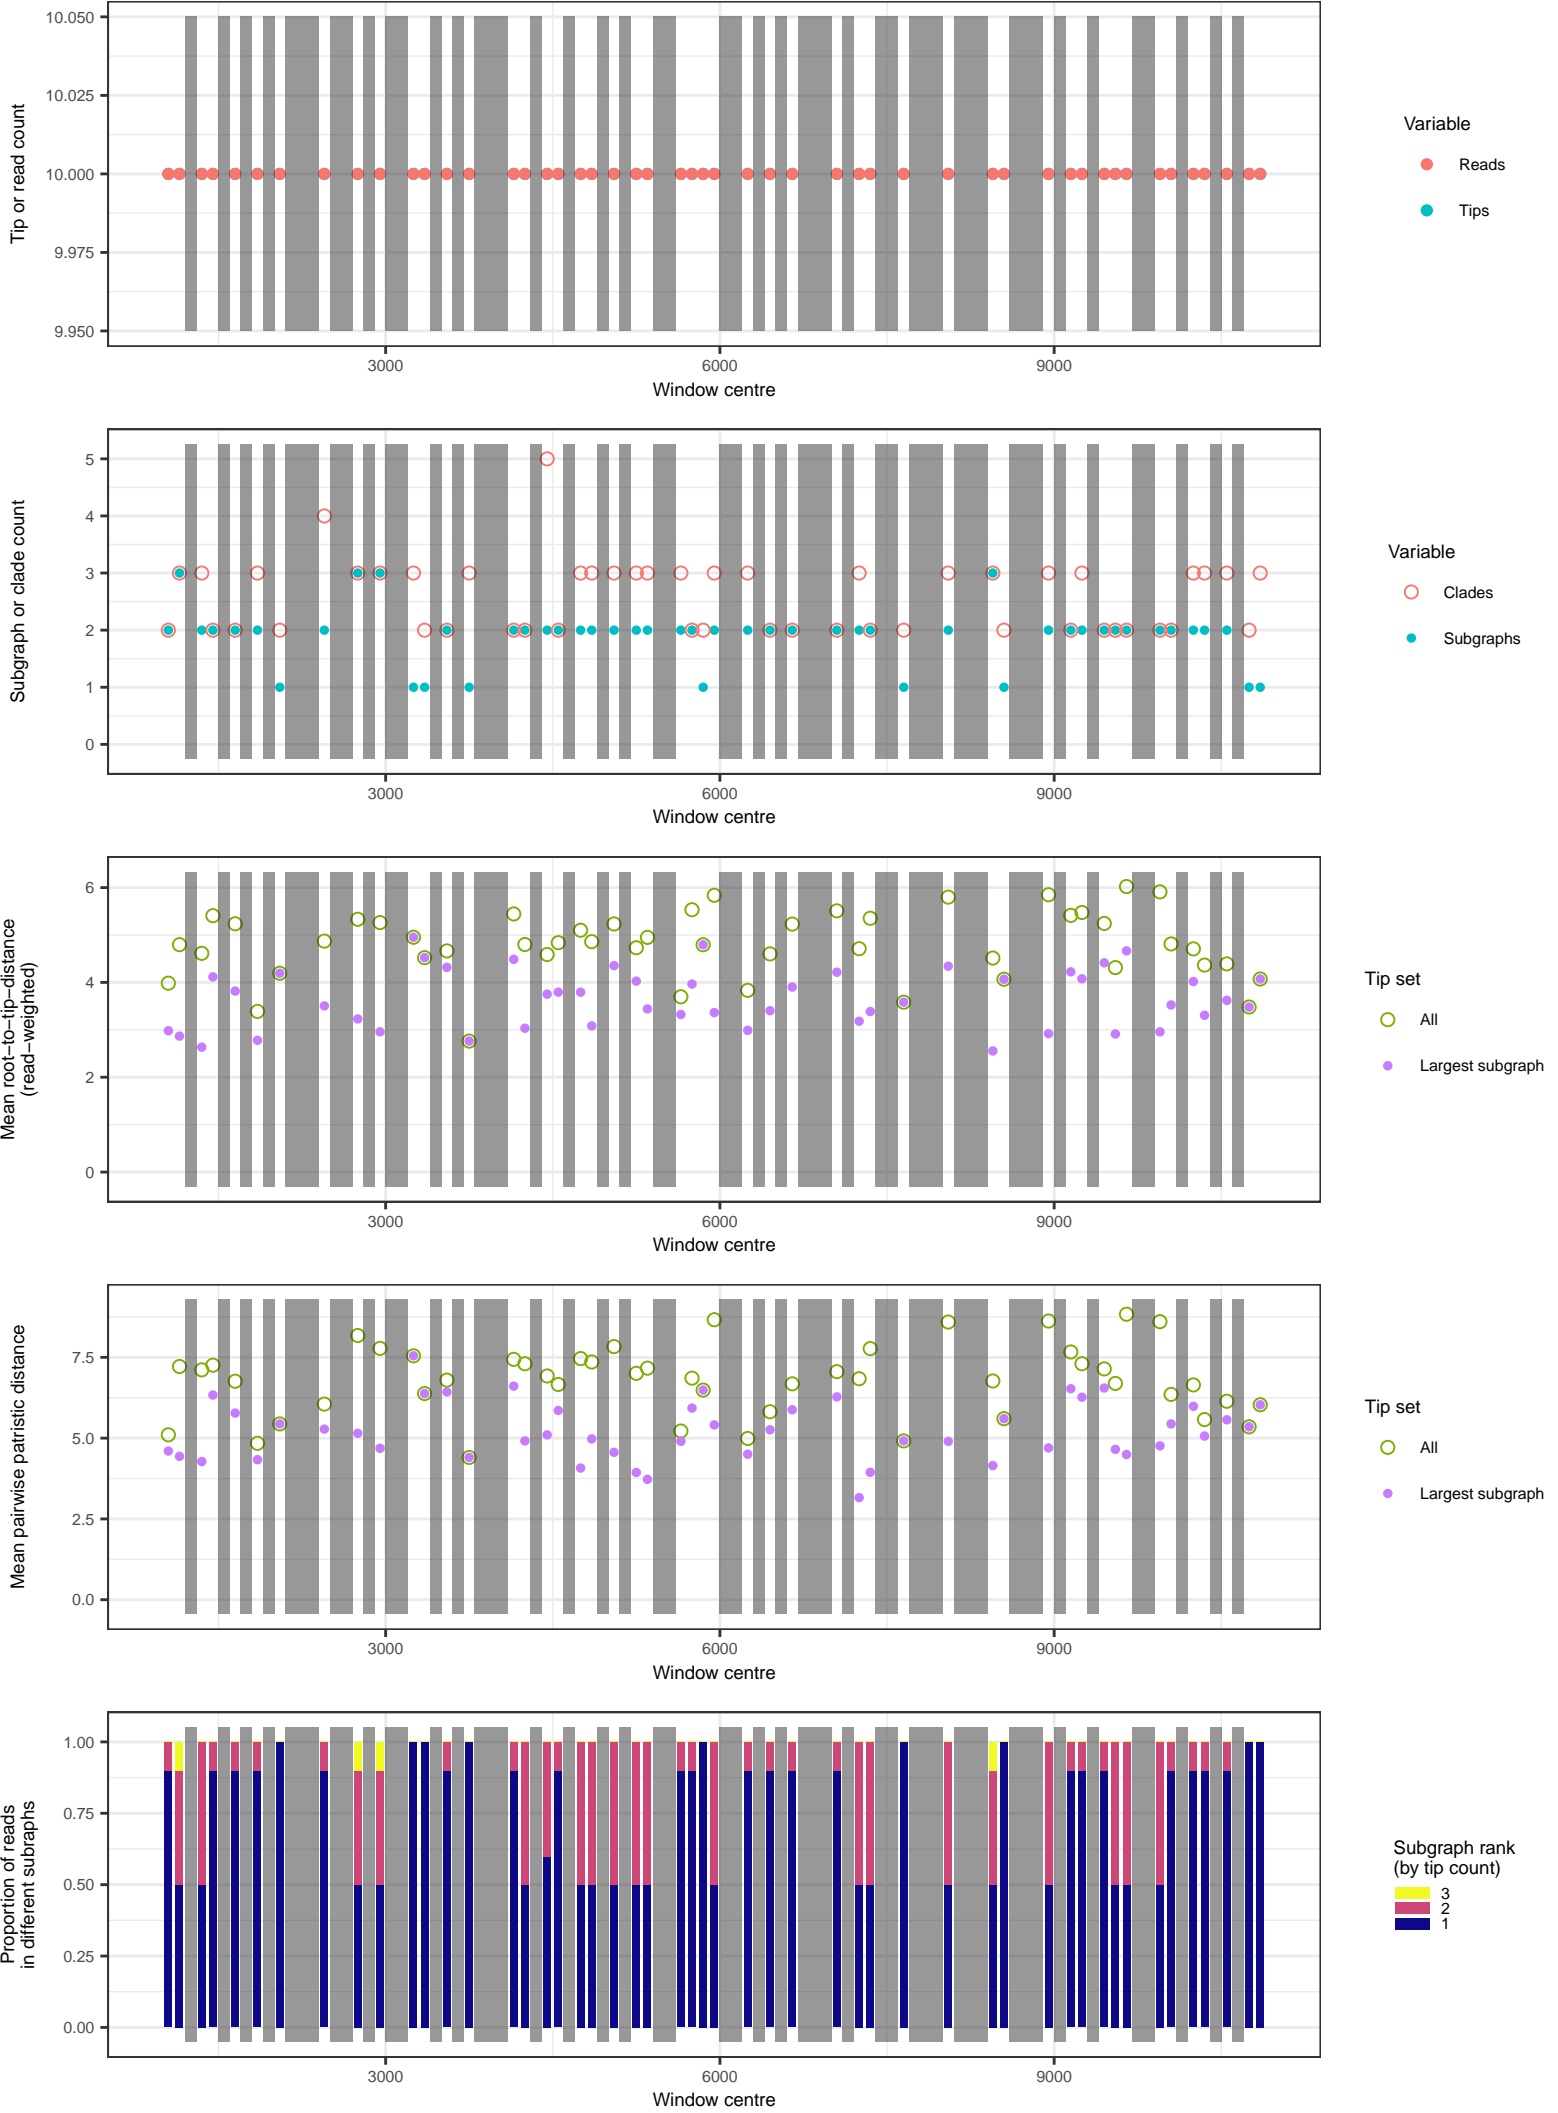 10.050
10.025
10.000
9.975
9.950
Tip or read count
3000
6000
9000
Window centre
Variable
Reads
Tips
5
4
3
2
1
0
Subgraph or clade count
3000
6000
9000
Window centre
Variable
Clades
Subgraphs
6
4
2
0
Mean root−to−tip−distance
(read−weighted)
3000
6000
9000
Window centre
Tip set
All
Largest subgraph
7.5
5.0
2.5
0.0
Mean pairwise patristic distance
3000
6000
9000
Window centre
Tip set
All
Largest subgraph
1.00
0.75
0.50
0.25
0.00
Proportion of reads
in different subraphs
3000
6000
9000
Window centre
Subgraph rank
(by tip count)
3
2
1